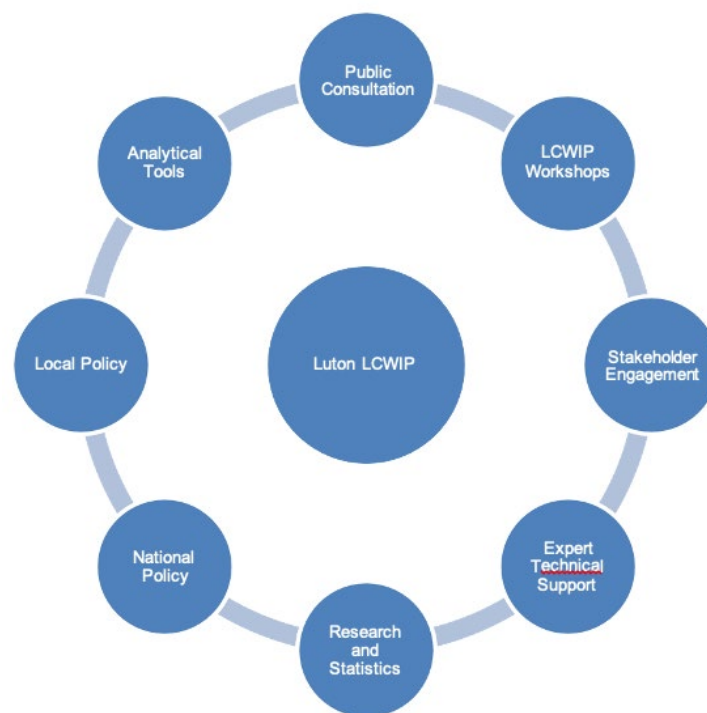 Public
Consultation
LCWIP
Workshops
Stakeholder
Engagement
Expert
Technical
Support
Research
and
Statistics
National
Policy
Local Policy
Analytical
Tools
Luton LCWIP